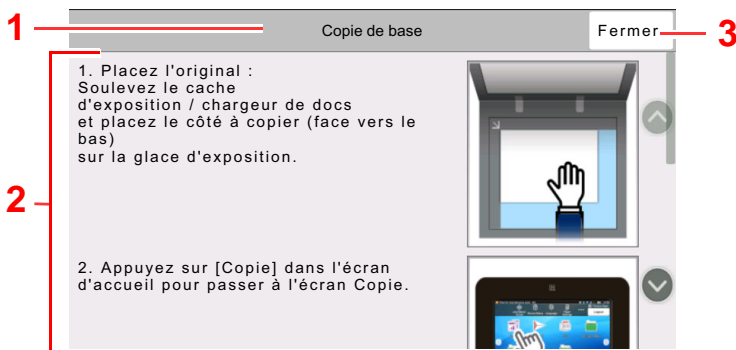 1
Copie de base
Fermer
3
2
1. Placez l'original :
Soulevez le cache
d'exposition / chargeur de docs
et placez le côté à copier (face vers le
bas)
sur la glace d'exposition.
2. Appuyez sur [Copie] dans l'écran
d'accueil pour passer à l'écran Copie.